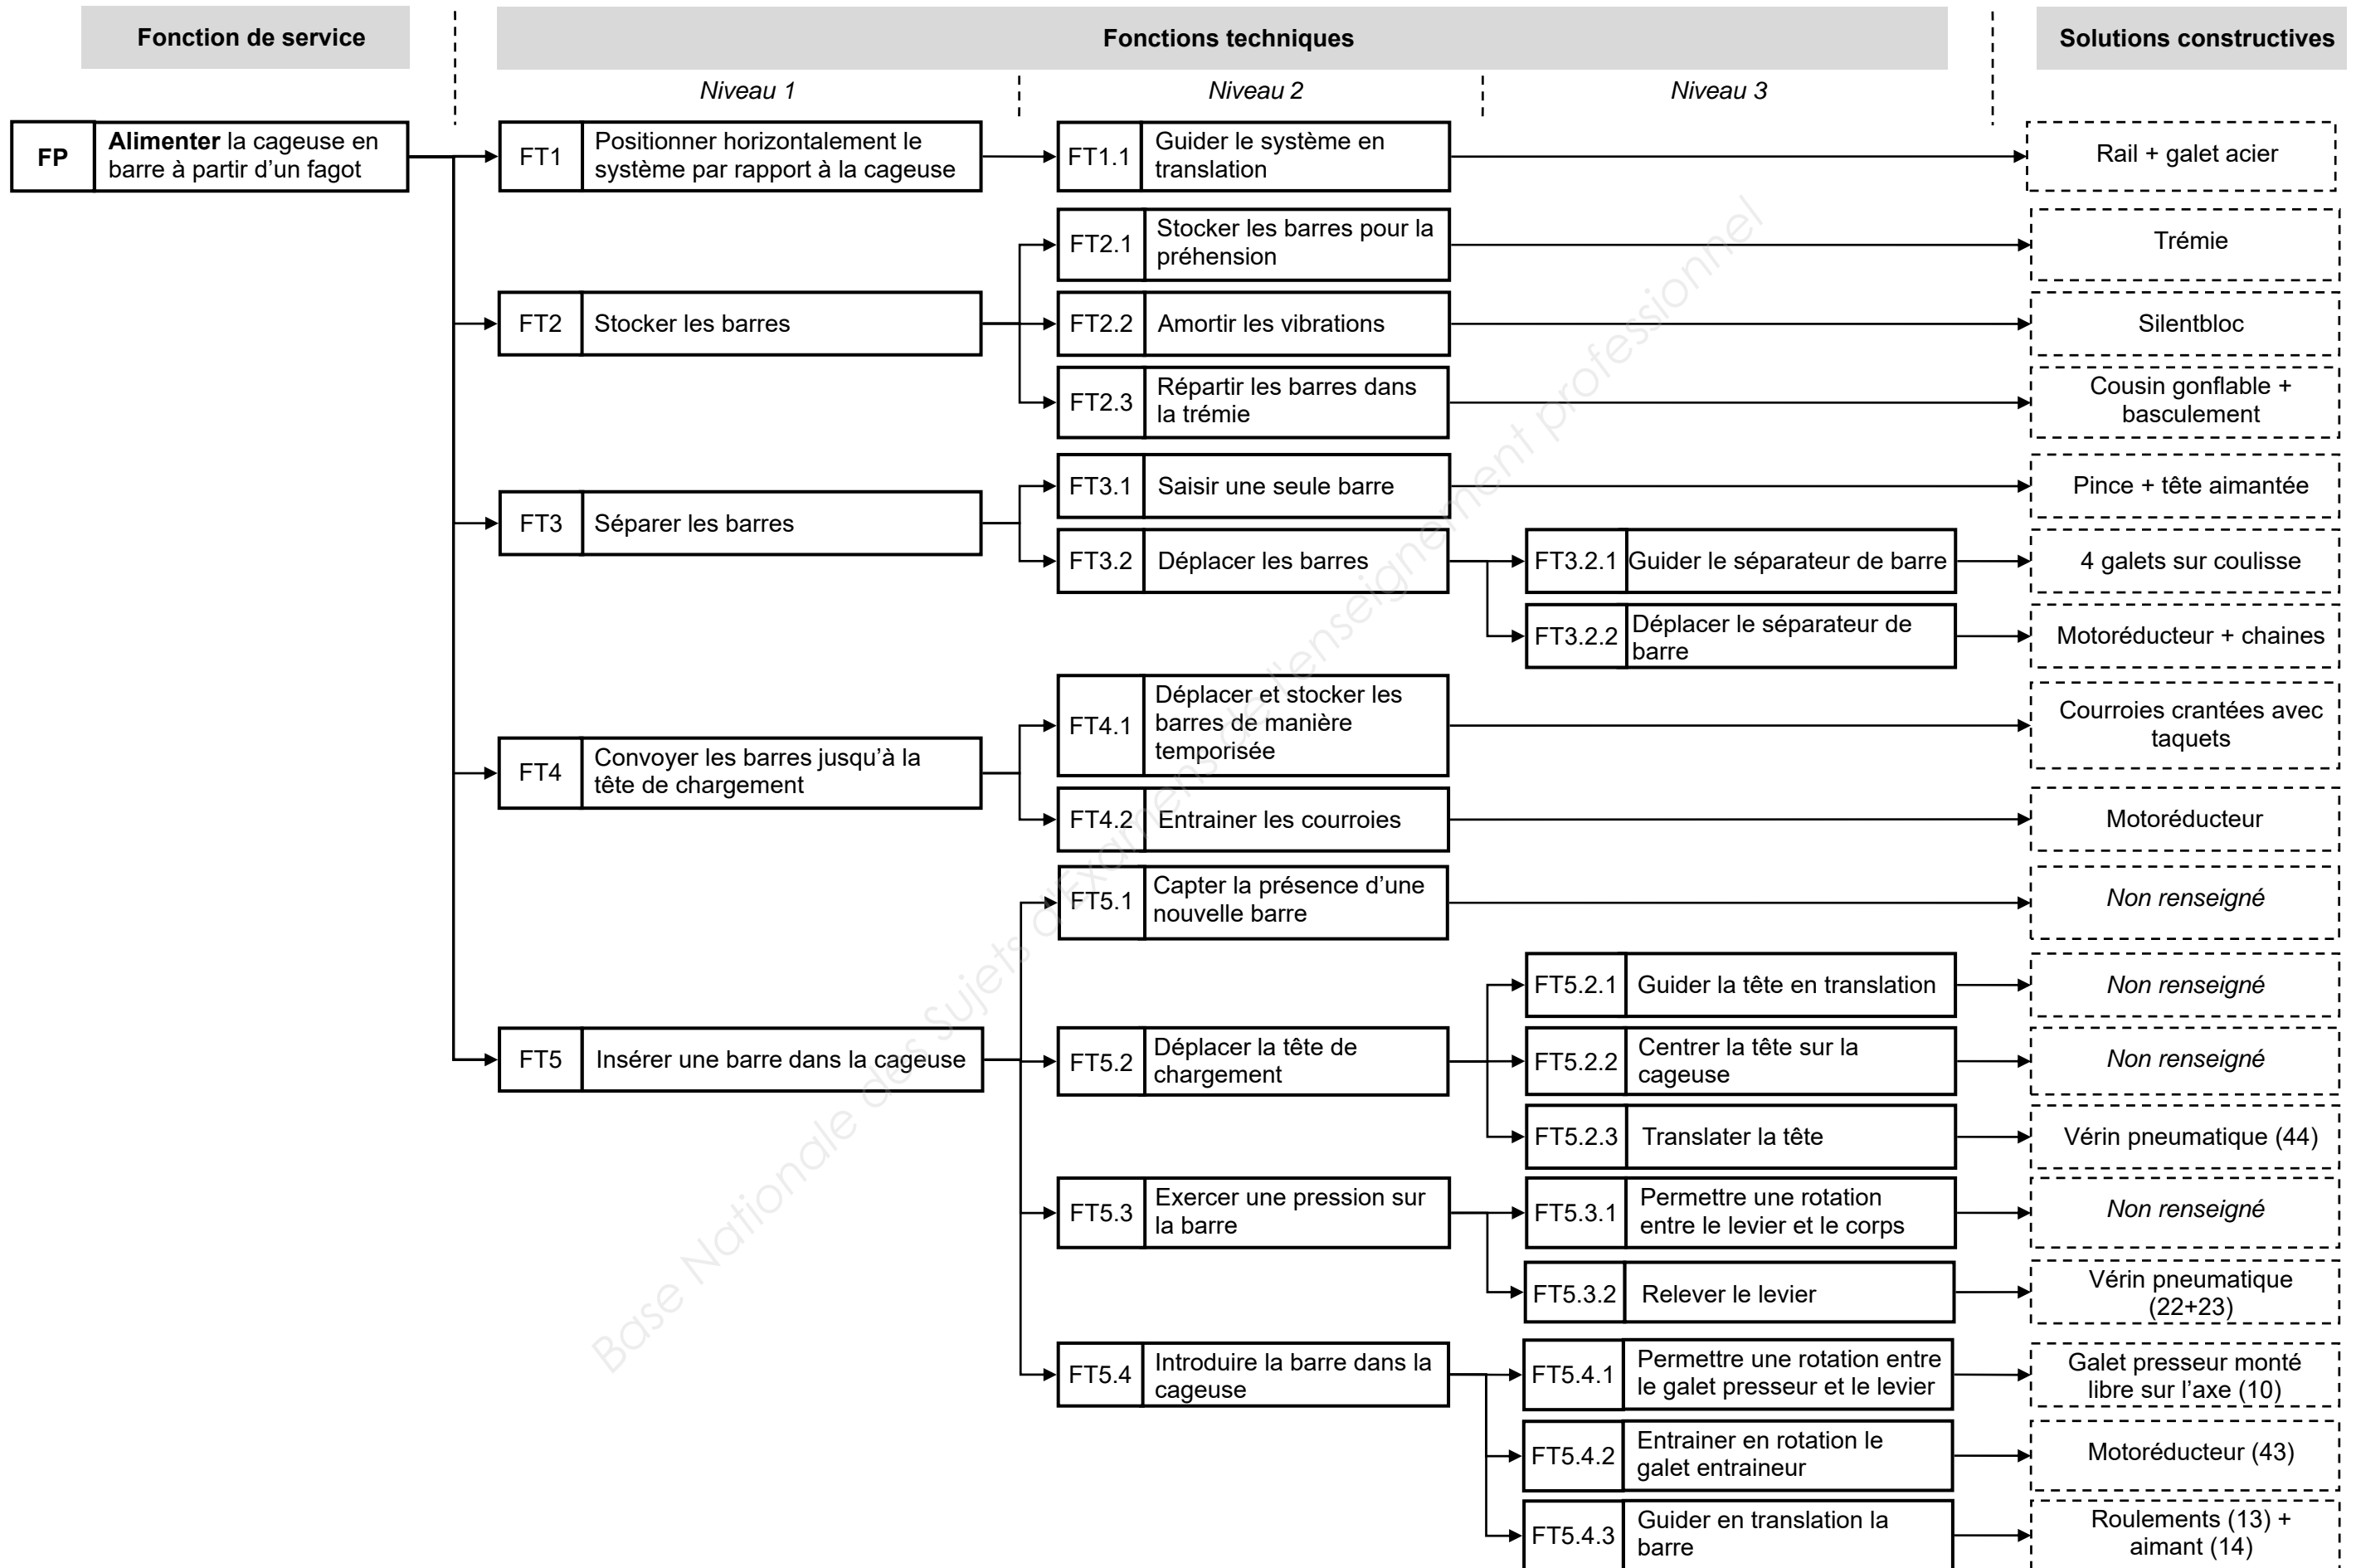 Fonction de service
Fonctions techniques
Solutions constructives
Niveau 1
Niveau 2
Niveau 3
FP
Alimenter la cageuse en
barre à partir d’un fagot
FT1
Positionner horizontalement le
système par rapport à la cageuse
FT1.1
Guider le système en
translation
Rail + galet acier
FT2
Stocker les barres
FT2.1
Stocker les barres pour la
préhension
Trémie
FT2.2
Amortir les vibrations
Silentbloc
FT2.3
Répartir les barres dans
la trémie
Cousin gonflable +
basculement
FT3
Séparer les barres
FT3.1
Saisir une seule barre
Pince + tête aimantée
FT3.2
Déplacer les barres
FT3.2.1
Guider le séparateur de barre
4 galets sur coulisse
FT3.2.2
Déplacer le séparateur de
barre
Motoréducteur + chaines
FT4
Convoyer les barres jusqu’à la
tête de chargement
FT4.1
Déplacer et stocker les
barres de manière
temporisée
Courroies crantées avec
taquets
FT4.2
Entrainer les courroies
Motoréducteur
FT5
Insérer une barre dans la cageuse
FT5.1
Capter la présence d’une
nouvelle barre
Non renseigné
FT5.2
Déplacer la tête de
chargement
FT5.2.1
Guider la tête en translation
Non renseigné
FT5.2.2
Centrer la tête sur la
cageuse
Non renseigné
FT5.2.3
Translater la tête
Vérin pneumatique (44)
FT5.3
Exercer une pression sur
la barre
FT5.3.1
Permettre une rotation
entre le levier et le corps
Non renseigné
FT5.3.2
Relever le levier
Vérin pneumatique
(22+23)
FT5.4
Introduire la barre dans la
cageuse
FT5.4.1
Permettre une rotation entre
le galet presseur et le levier
Galet presseur monté
libre sur l’axe (10)
FT5.4.2
Entrainer en rotation le
galet entraineur
Motoréducteur (43)
FT5.4.3
Guider en translation la
barre
Roulements (13) +
aimant (14)
Base Nationale des Sujets d'Examens de l'enseignement professionnel